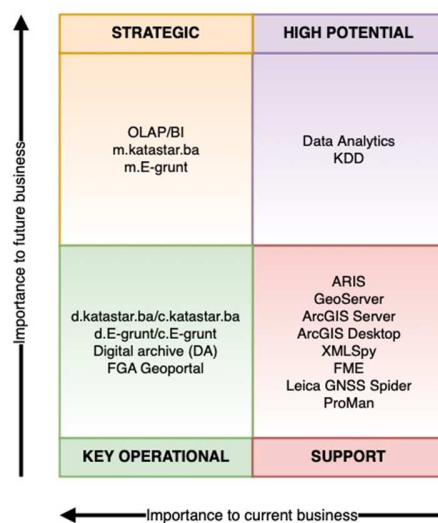 STRATEGIC
HIGH POTENTIAL
OLAP/BI
m.katastar.ba
m.E-grunt
Data Analytics
KDD
d.katastar.ba/c.katastar.ba
d.E-grunt/c.E-grunt
Digital archive (DA)
FGA Geoportal
ARIS
GeoServer
ArcGIS Server
ArcGIS Desktop
XMLSpy
FME
Leica GNSS Spider
ProMan
KEY OPERATIONAL
SUPPORT
Importance to future business
Importance to current business